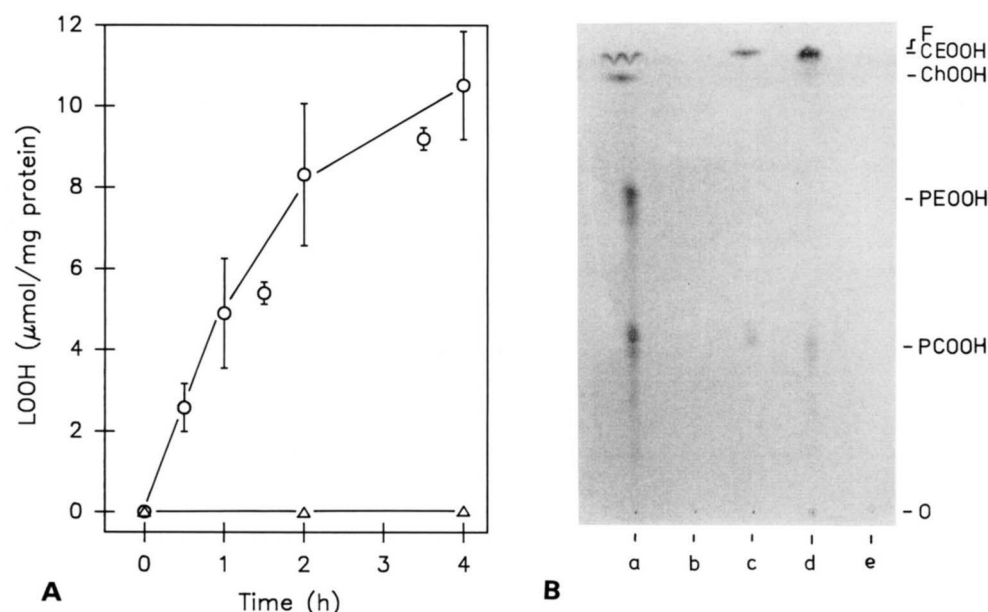 12
10
8
6
4
2
0
LOOH (μmol/mg protein)
0 1 2 3 4
Time (h)
A
F
CEOOH
ChOOH
PEOOH
PCOOH
O
a b c d e
B